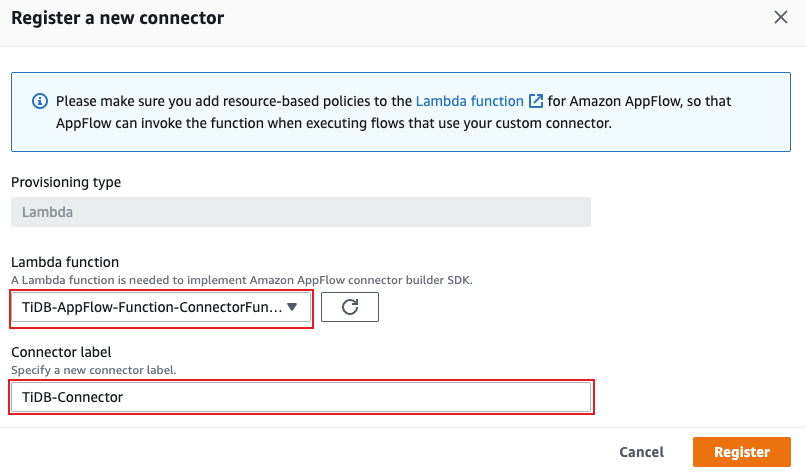 Register a new connector
Please make sure you add resource-based policies to the Lambda function for Amazon AppFlow, so that
AppFlow can invoke the function when executing flows that use your custom connector.
Provisioning type
Lambda
Lambda function
A Lambda function is needed to implement Amazon AppFlow connector builder SDK.
TiDB-AppFlow-Function-ConnectorFun...
Connector label
Specify a new connector label.
TiDB-Connector
Cancel Register